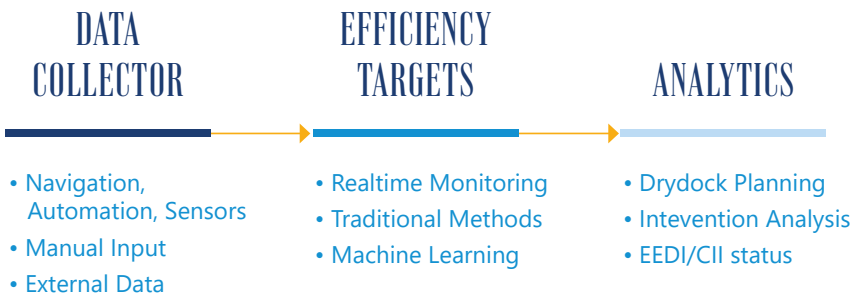 DATA
COLLECTOR
EFFICIENCY
TARGETS
ANALYTICS
• Navigation,
Automation, Sensors
• Manual Input
• External Data
• Realtime Monitoring
• Traditional Methods
• Machine Learning
• Drydock Planning
• Intevention Analysis
• EEDI/CII status